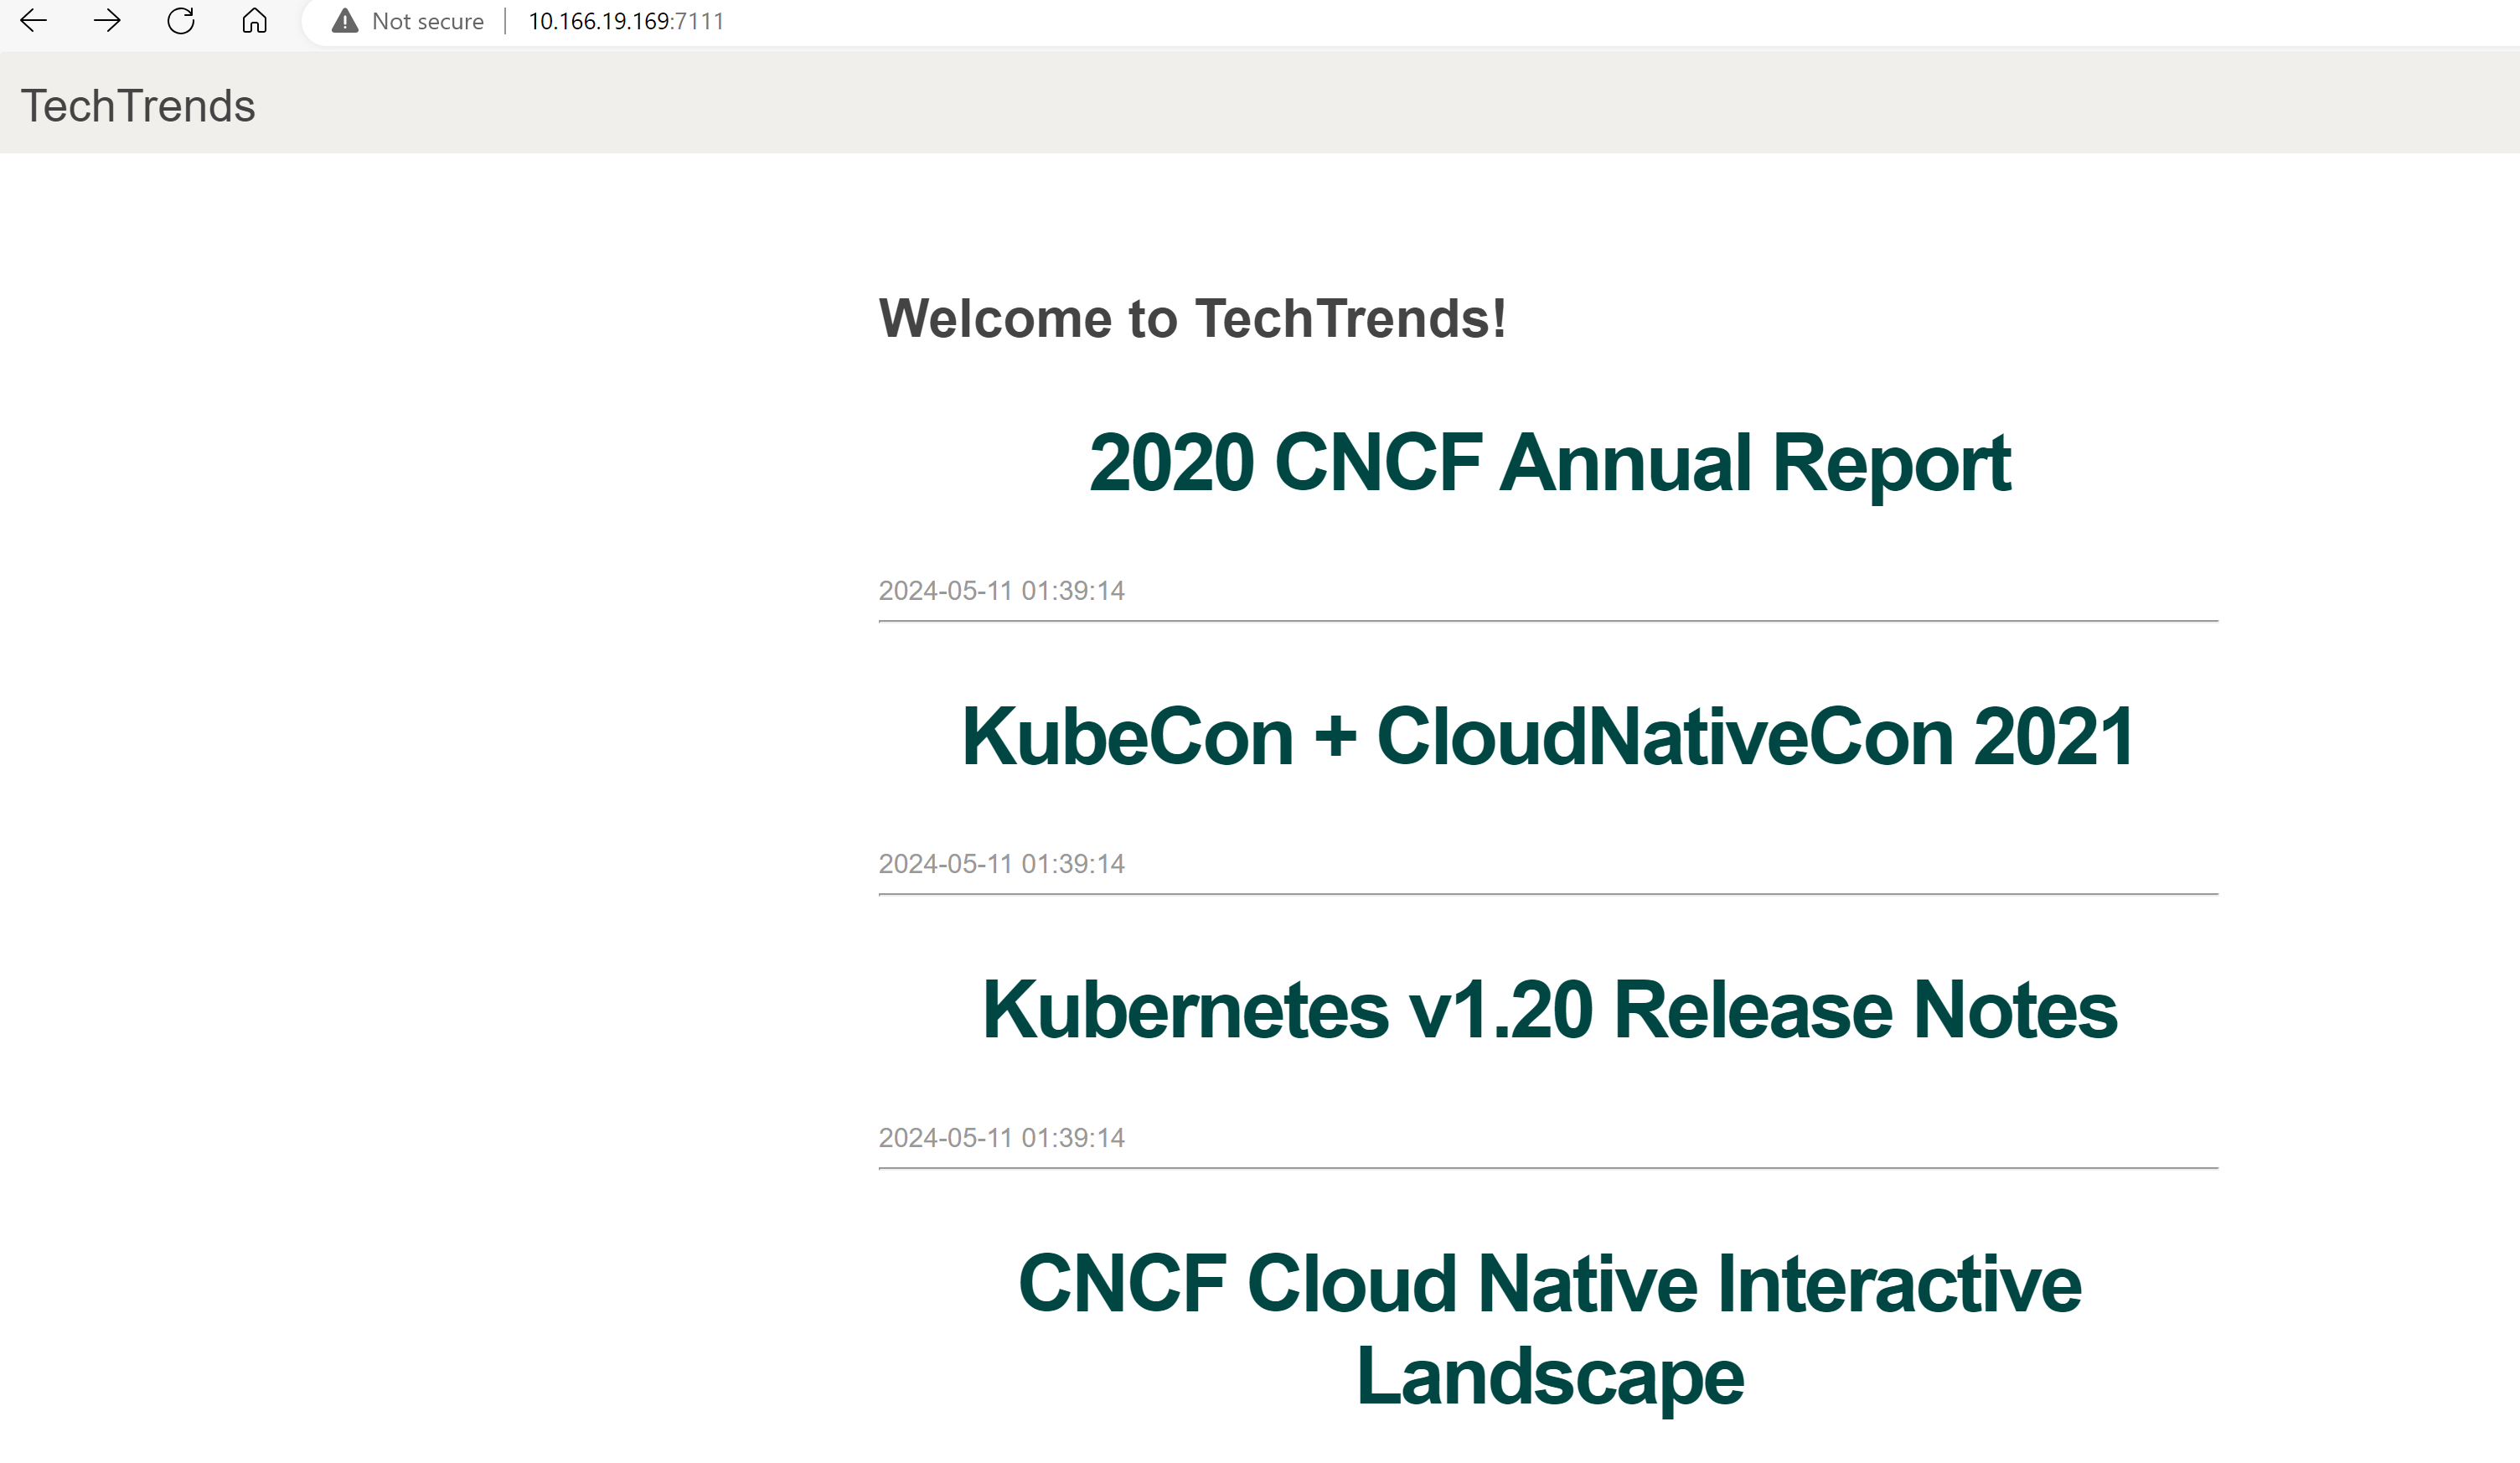 Not secure 10.166.19.169:7111
TechTrends
Welcome to TechTrends!
2020 CNCF Annual Report
2024-05-11 01:39:14
KubeCon + CloudNativeCon 2021
2024-05-11 01:39:14
Kubernetes v1.20 Release Notes
2024-05-11 01:39:14
CNCF Cloud Native Interactive
Landscape